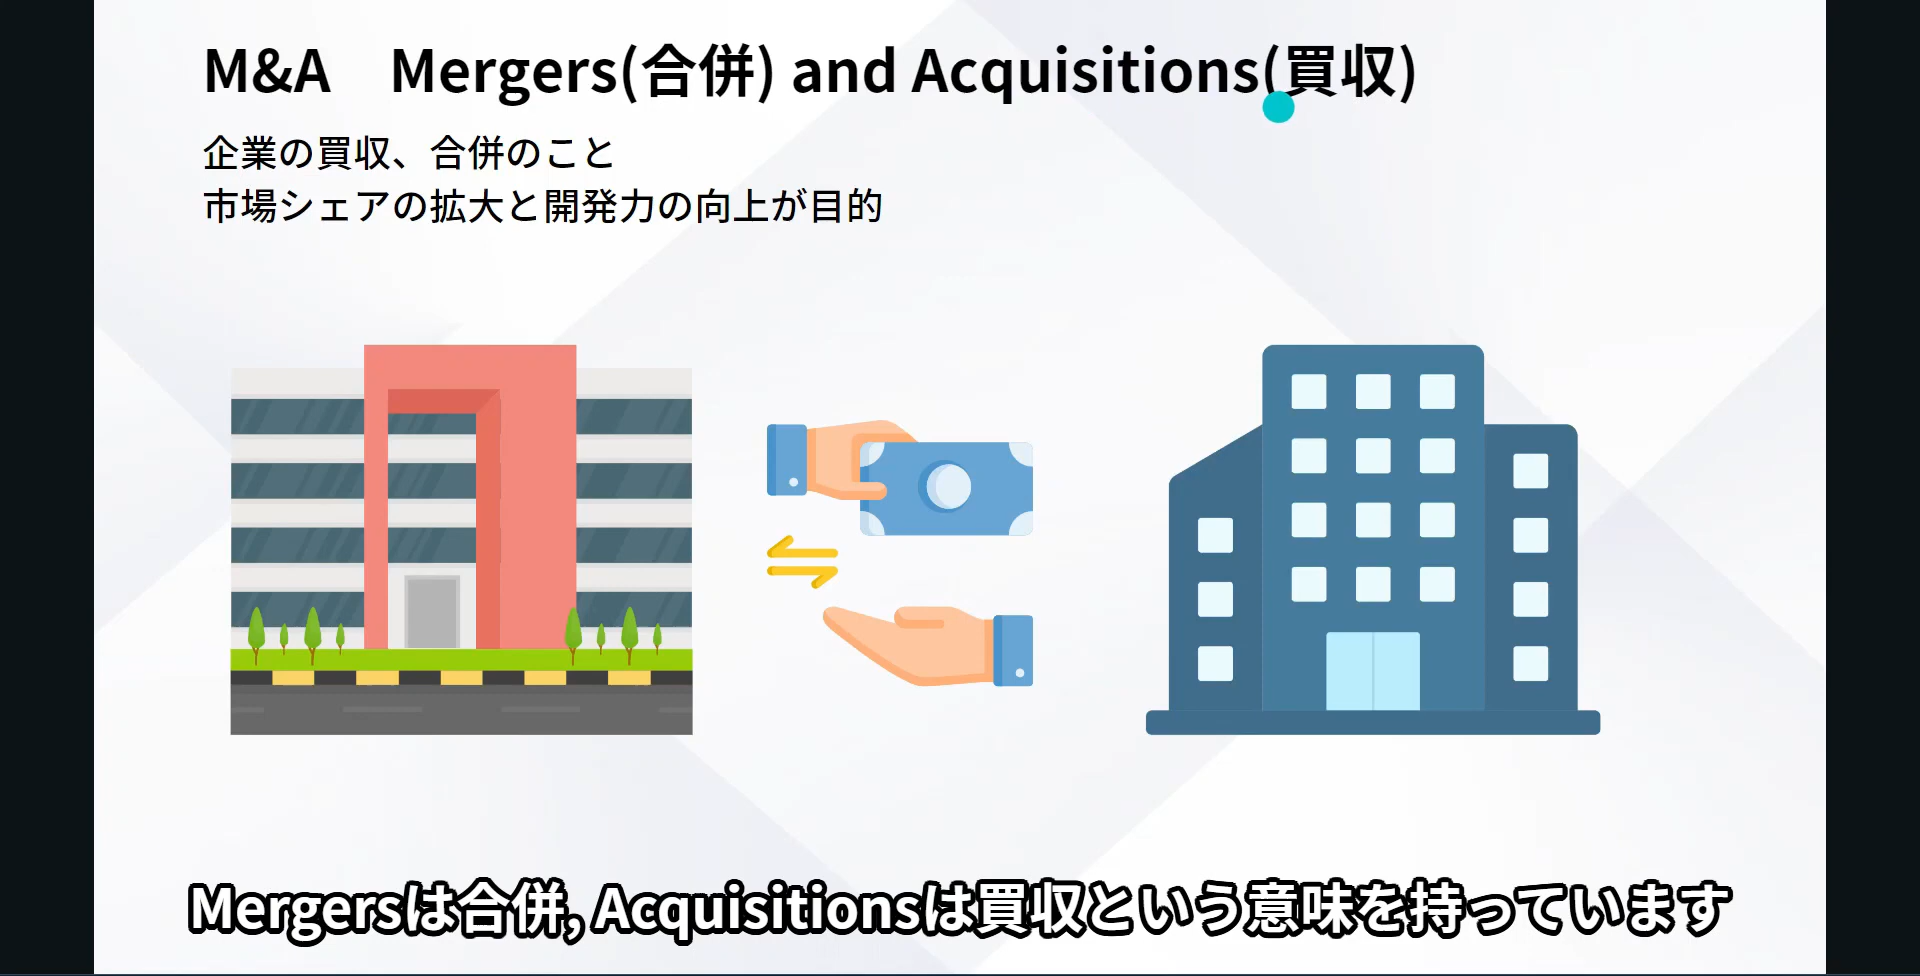 M&A　Mergers(合併) and Acquisitions(買収)
企業の買収、合併のこと
市場シェアの拡大と開発力の向上が目的
Mergersは合併, Acquisitionsは買収という意味を持っています